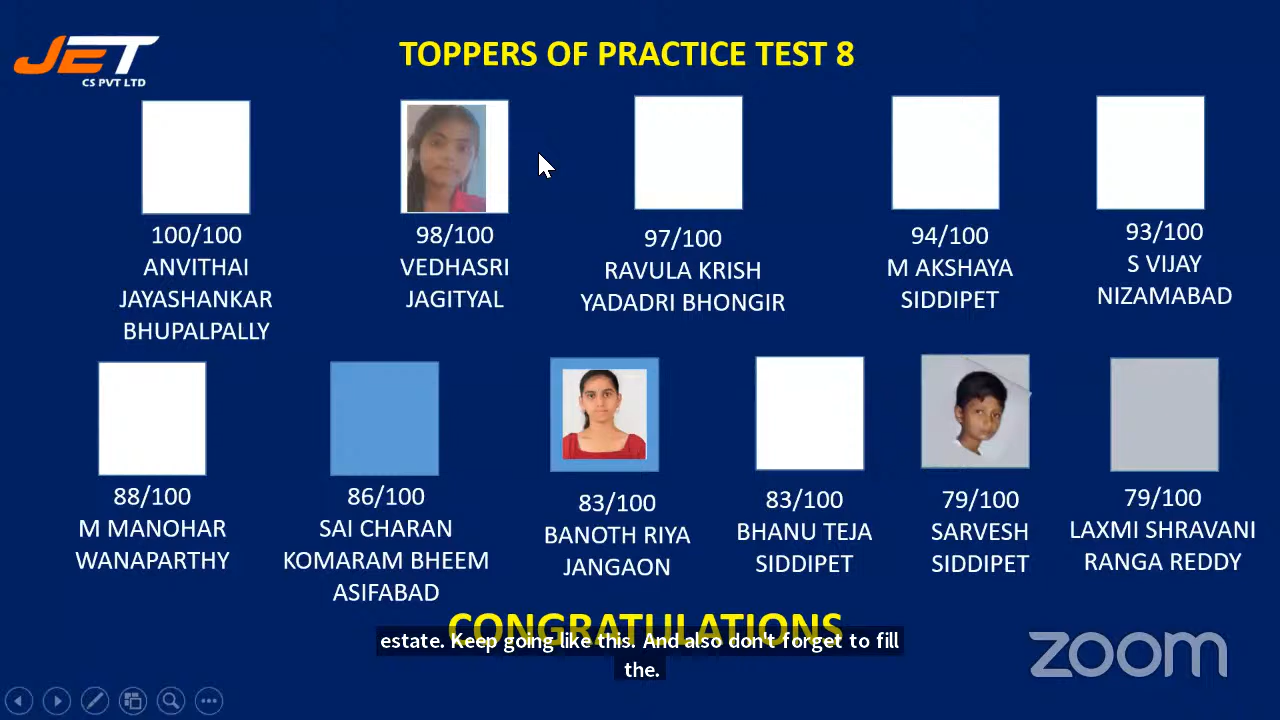 JET
CS PVT LTD
TOPPERS OF PRACTICE TEST 8
100/100
ANVITHAI
JAYASHANKAR
BHUPALPALLY
98/100
VEDHASRI
JAGITYAL
97/100
RAVULA KRISH
YADADRI BHONGIR
94/100
M AKSHAYA
SIDDIPET
93/100
S VIJAY
NIZAMABAD
88/100
M MANOHAR
WANAPARTHY
86/100
SAI CHARAN
KOMARAM BHEEM
ASIFABAD
83/100
BANOTH RIYA
JANGAON
83/100
BHANU TEJA
SIDDIPET
79/100
SARVESH
SIDDIPET
79/100
LAXMI SHRAVANI
RANGA REDDY
CONGRATULATIONS
estate. Keep going like this. And also don't forget to fill
the.
zoom